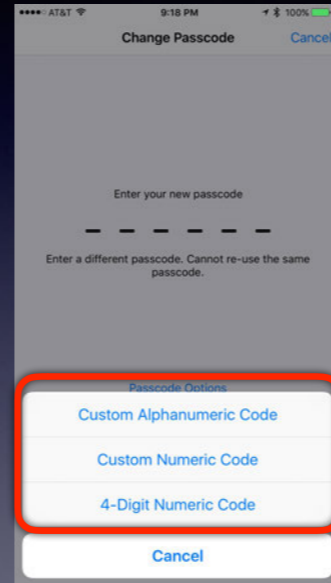 AT&T 9:18 PM 100%
Change Passcode Cancel
Enter your new passcode
Enter a different passcode. Cannot re-use the same
passcode.
Passcode Options
Custom Alphanumeric Code
Custom Numeric Code
4-Digit Numeric Code
Cancel